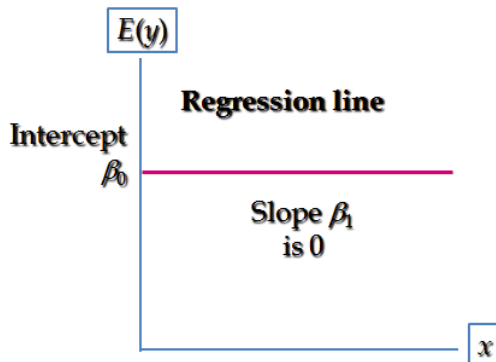 E(y)
Regression line
Intercept
β₀
Slope β₁
is 0
x